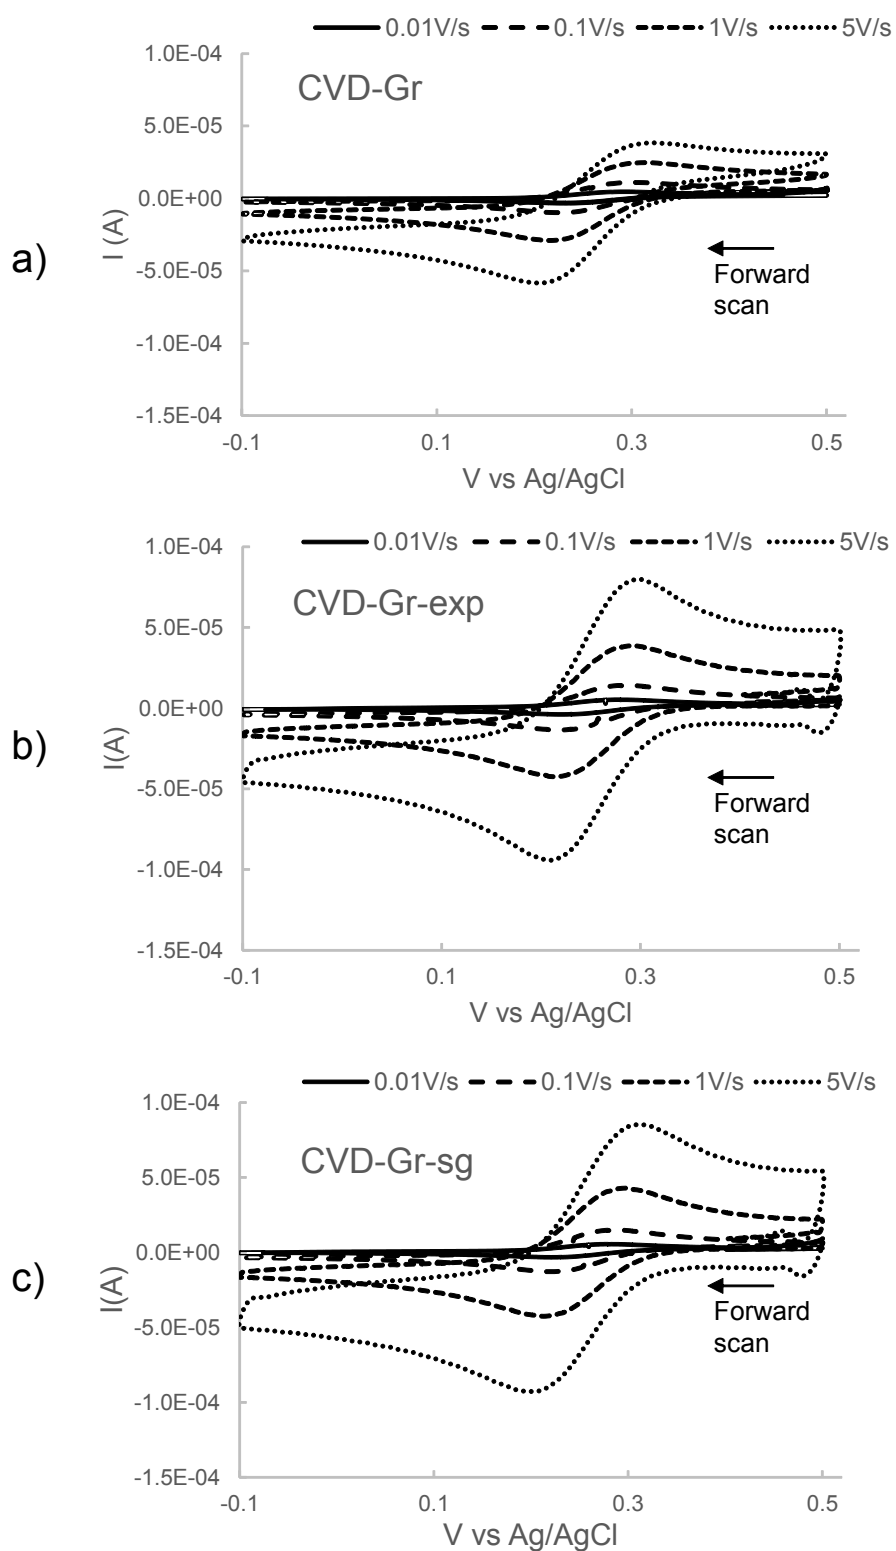 0.01V/s 0.1V/s 1V/s 5V/s
1.0E-04
CVD-Gr
5.0E-05
0.0E+00
I (A)
a)
-5.0E-05
Forward
scan
-1.0E-04
-1.5E-04
-0.1 0.1 0.3 0.5
V vs Ag/AgCl
0.01V/s 0.1V/s 1V/s 5V/s
1.0E-04
CVD-Gr-exp
5.0E-05
0.0E+00
I(A)
b)
-5.0E-05
Forward
scan
-1.0E-04
-1.5E-04
-0.1 0.1 0.3 0.5
V vs Ag/AgCl
0.01V/s 0.1V/s 1V/s 5V/s
1.0E-04
CVD-Gr-sg
5.0E-05
0.0E+00
I(A)
c)
-5.0E-05
Forward
scan
-1.0E-04
-1.5E-04
-0.1 0.1 0.3 0.5
V vs Ag/AgCl